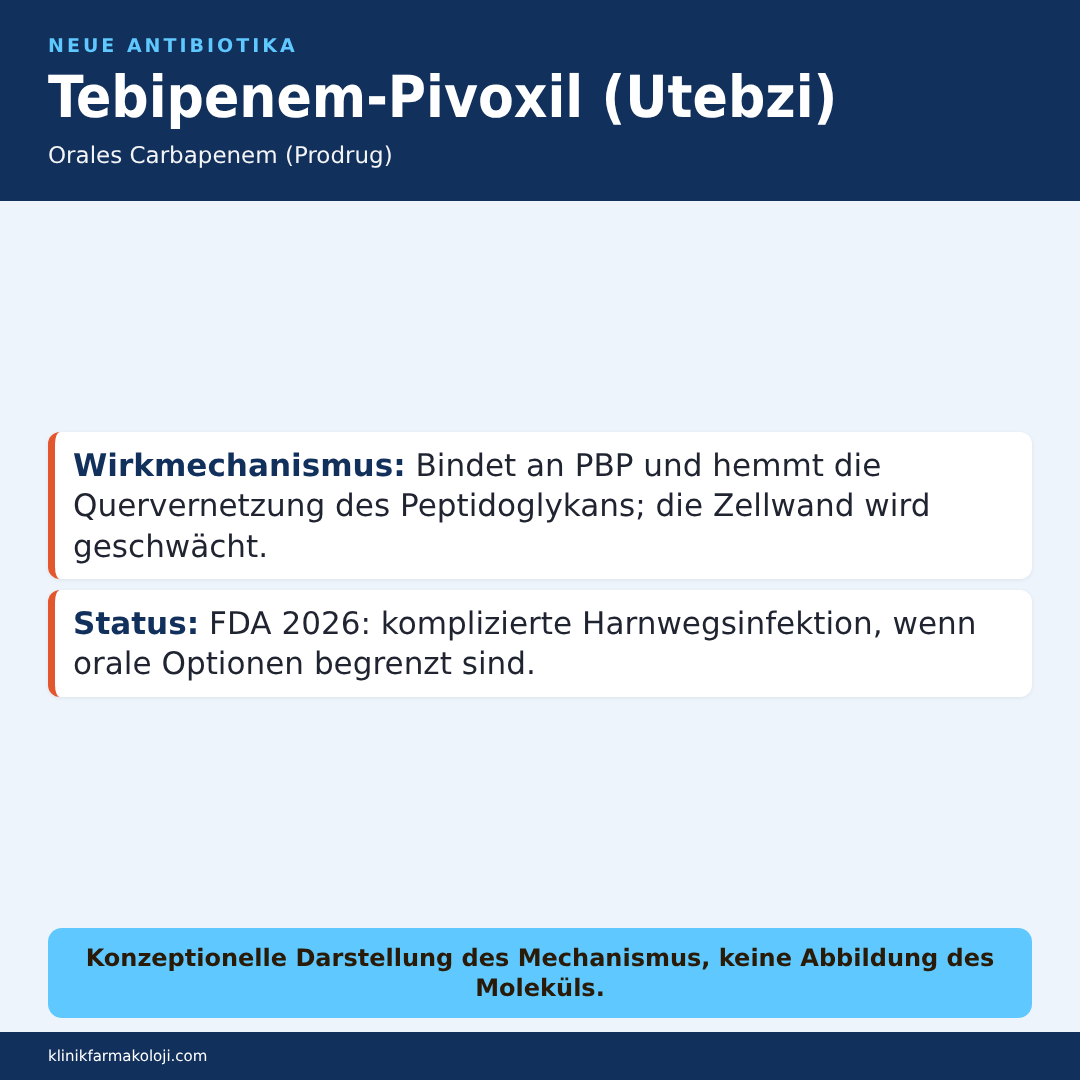 NEUE ANTIBIOTIKA
Tebipenem-Pivoxil (Utebzi)
Orales Carbapenem (Prodrug)
Wirkmechanismus: Bindet an PBP und hemmt die
Quervernetzung des Peptidoglykans; die Zellwand wird
geschwächt.
Status: FDA 2026: komplizierte Harnwegsinfektion, wenn
orale Optionen begrenzt sind.
Konzeptionelle Darstellung des Mechanismus, keine Abbildung des
Moleküls.
klinikfarmakoloji.com